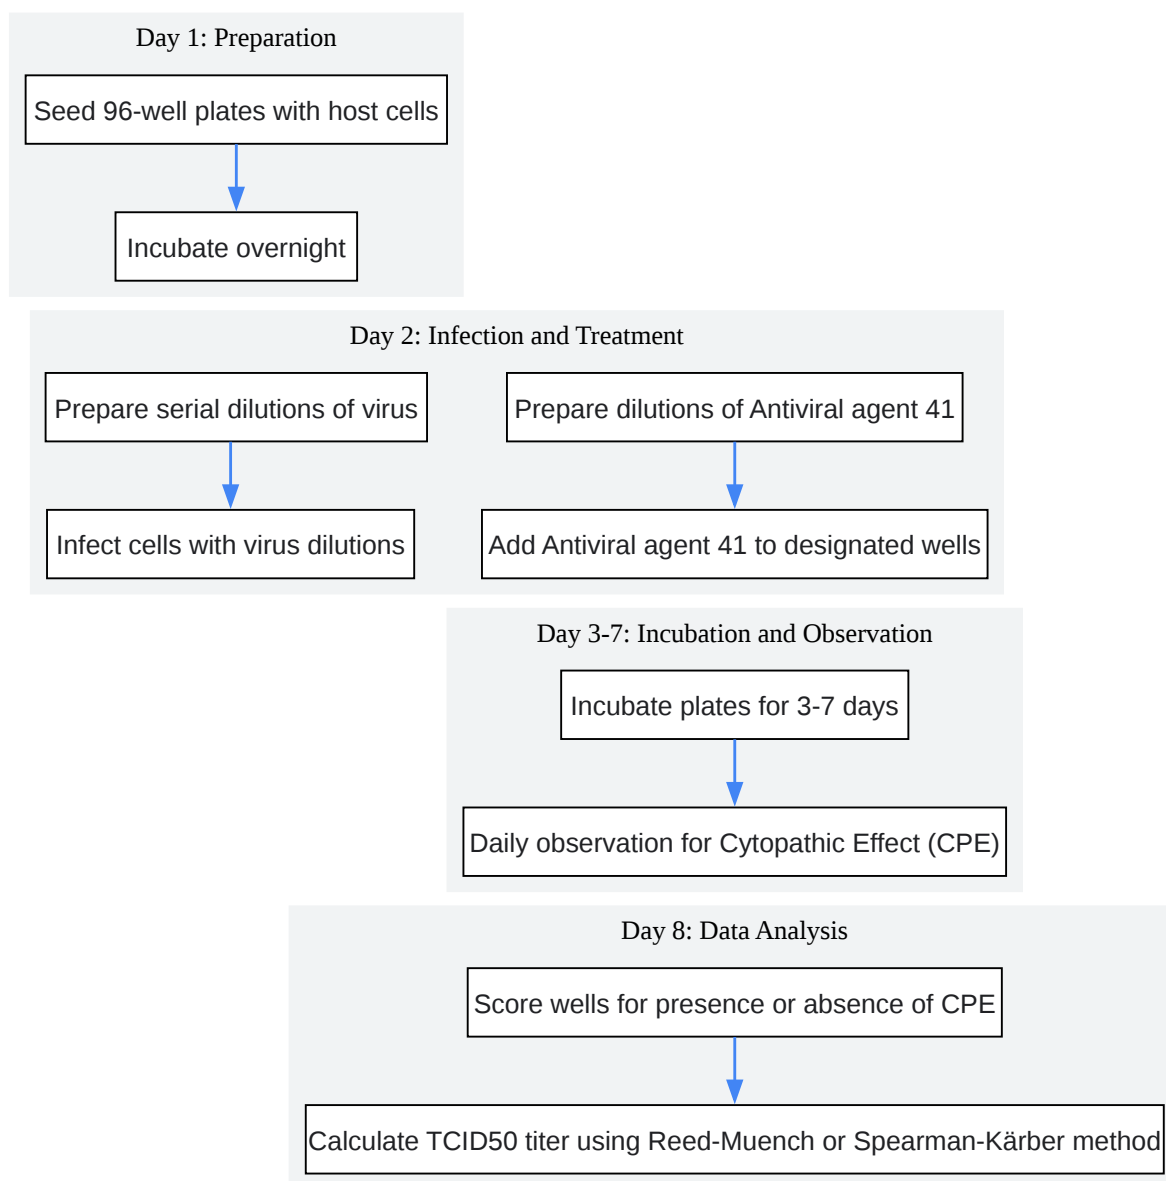 Day 1: Preparation
Seed 96-well plates with host cells
Incubate overnight
Day 2: Infection and Treatment
Prepare serial dilutions of virus
Prepare dilutions of Antiviral agent 41
Infect cells with virus dilutions
Add Antiviral agent 41 to designated wells
Day 3-7: Incubation and Observation
Incubate plates for 3-7 days
Daily observation for Cytopathic Effect (CPE)
Day 8: Data Analysis
Score wells for presence or absence of CPE
Calculate TCID50 titer using Reed-Muench or Spearman-Kärber method